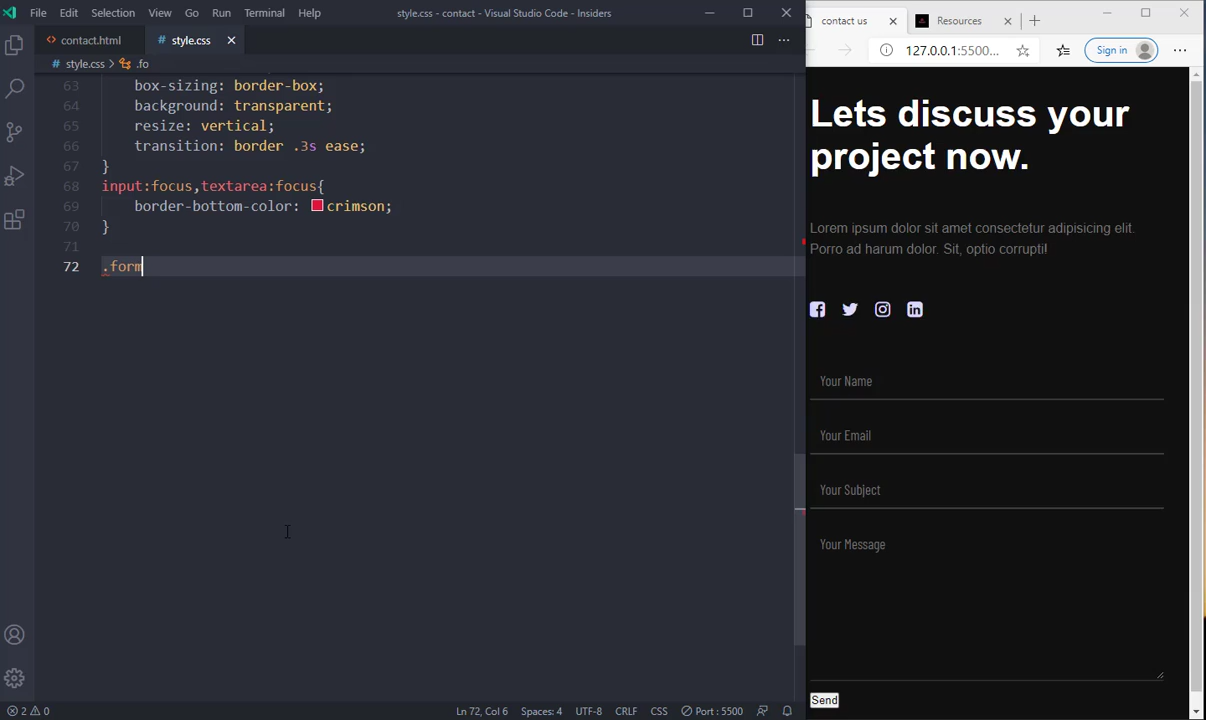 File Edit Selection View Go Run Terminal Help style.css - contact - Visual Studio Code - Insiders
contact.html # style.css
# style.css > .fo
63 box-sizing: border-box;
64 background: transparent;
65 resize: vertical;
66 transition: border .3s ease;
67 }
68 input:focus,textarea:focus{
69 border-bottom-color: crimson;
70 }
71
72 .form
2 0 Ln 72, Col 6 Spaces: 4 UTF-8 CRLF CSS Port : 5500
contact us Resources
127.0.0.1:5500... Sign in
Lets discuss your
project now.
Lorem ipsum dolor sit amet consectetur adipisicing elit.
Porro ad harum dolor. Sit, optio corrupti!
Your Name
Your Email
Your Subject
Your Message
Send